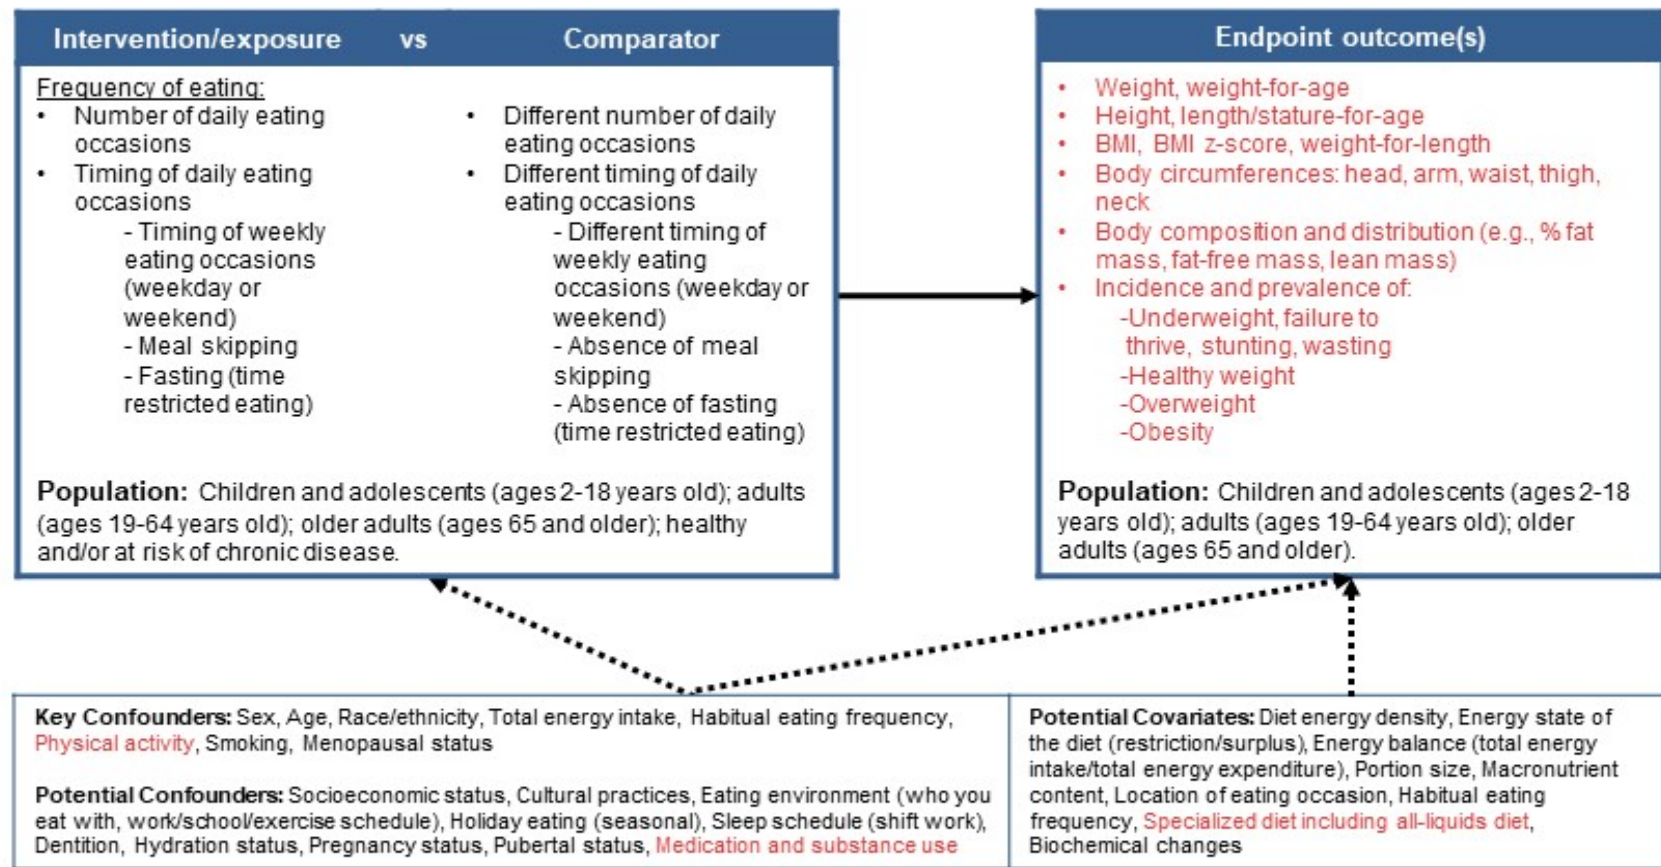 Intervention/exposure vs Comparator
Frequency of eating:
• Number of daily eating
occasions
• Timing of daily eating
occasions
- Timing of weekly
eating occasions
(weekday or
weekend)
- Meal skipping
- Fasting (time
restricted eating)
• Different number of daily
eating occasions
• Different timing of daily
eating occasions
- Different timing of
weekly eating
occasions (weekday or
weekend)
- Absence of meal
skipping
- Absence of fasting
(time restricted eating)
Population: Children and adolescents (ages 2-18 years old); adults
(ages 19-64 years old); older adults (ages 65 and older); healthy
and/or at risk of chronic disease.
Endpoint outcome(s)
• Weight, weight-for-age
• Height, length/stature-for-age
• BMI, BMI z-score, weight-for-length
• Body circumferences: head, arm, waist, thigh,
neck
• Body composition and distribution (e.g., % fat
mass, fat-free mass, lean mass)
• Incidence and prevalence of:
-Underweight, failure to
thrive, stunting, wasting
-Healthy weight
-Overweight
-Obesity
Population: Children and adolescents (ages 2-18
years old); adults (ages 19-64 years old); older
adults (ages 65 and older).
Key Confounders: Sex, Age, Race/ethnicity, Total energy intake, Habitual eating frequency,
Physical activity, Smoking, Menopausal status
Potential Confounders: Socioeconomic status, Cultural practices, Eating environment (who you
eat with, work/school/exercise schedule), Holiday eating (seasonal), Sleep schedule (shift work),
Dentition, Hydration status, Pregnancy status, Pubertal status, Medication and substance use
Potential Covariates: Diet energy density, Energy state of
the diet (restriction/surplus), Energy balance (total energy
intake/total energy expenditure), Portion size, Macronutrient
content, Location of eating occasion, Habitual eating
frequency, Specialized diet including all-liquids diet,
Biochemical changes